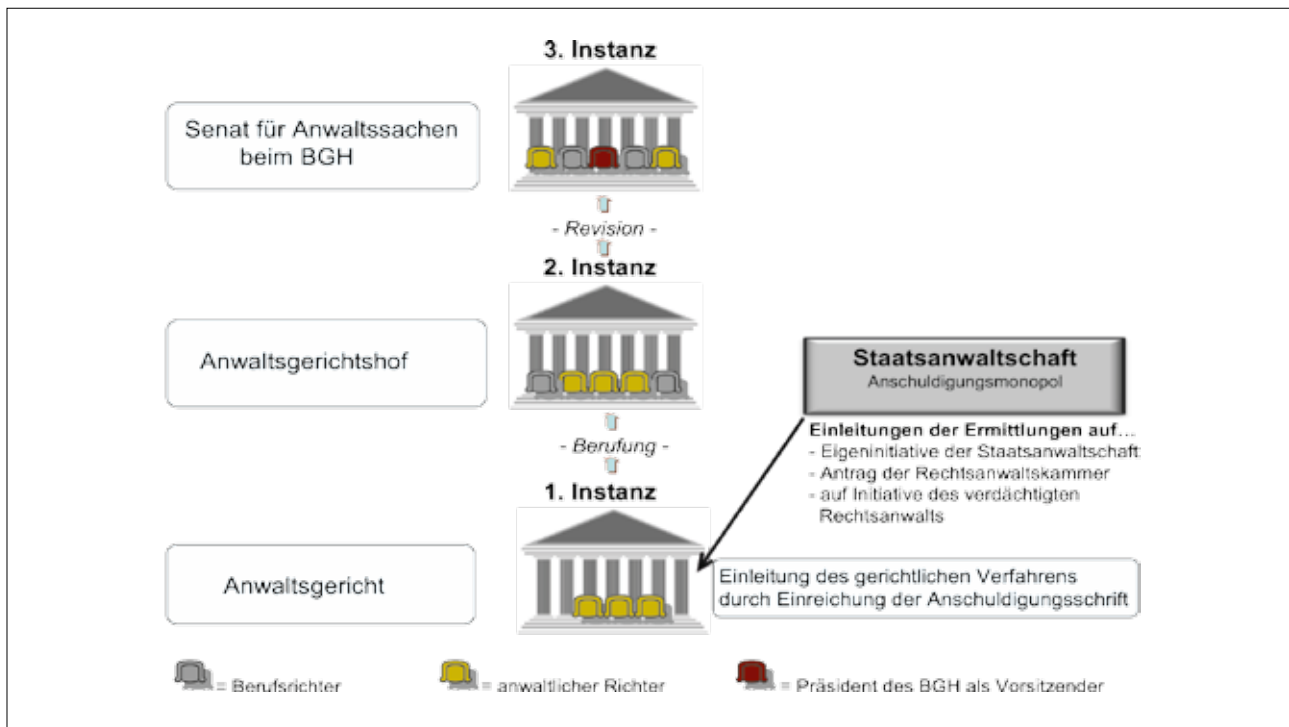 3. Instanz
Senat für Anwaltssachen
beim BGH
- Revision -
2. Instanz
Anwaltsgerichtshof
Staatsanwaltschaft
Anschuldigungsmonopol
Einleitungen der Ermittlungen auf...
- Eigeninitiative der Staatsanwaltschaft
- Antrag der Rechtsanwaltskammer
- auf Initiative des verdächtigten
Rechtsanwalts
- Berufung -
1. Instanz
Anwaltsgericht
Einleitung des gerichtlichen Verfahrens
durch Einreichung der Anschuldigungsschrift
= Berufsrichter
= anwaltlicher Richter
= Präsident des BGH als Vorsitzender